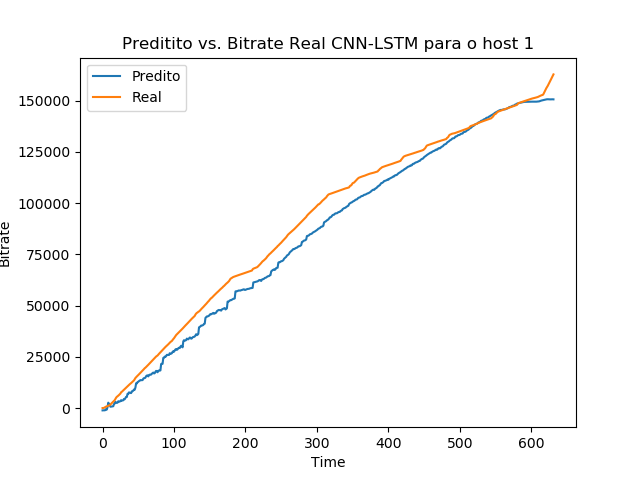 Preditito vs. Bitrate Real CNN-LSTM para o host 1
Predito
Real
150000
125000
100000
75000
50000
25000
0
Bitrate
0 100 200 300 400 500 600
Time